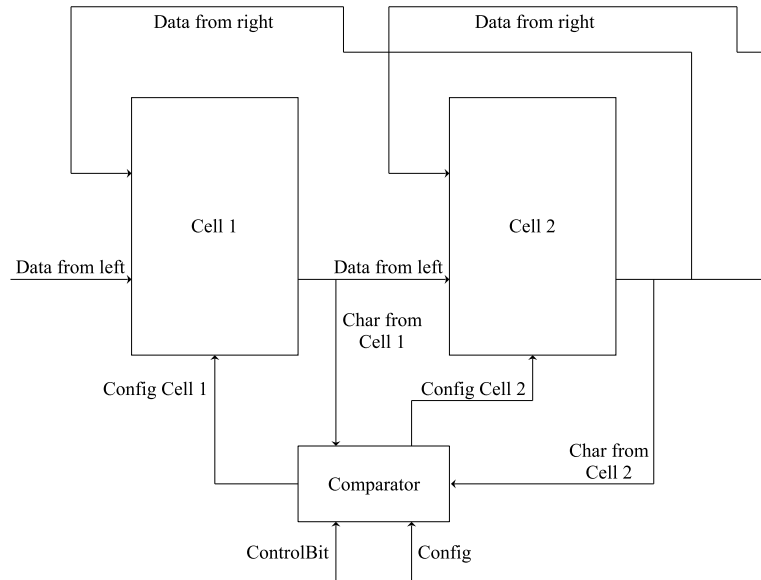 Data from right
Data from right
Cell 1
Cell 2
Data from left
Data from left
Char from
Cell 1
Config Cell 1
Config Cell 2
Char from
Cell 2
Comparator
ControlBit
Config